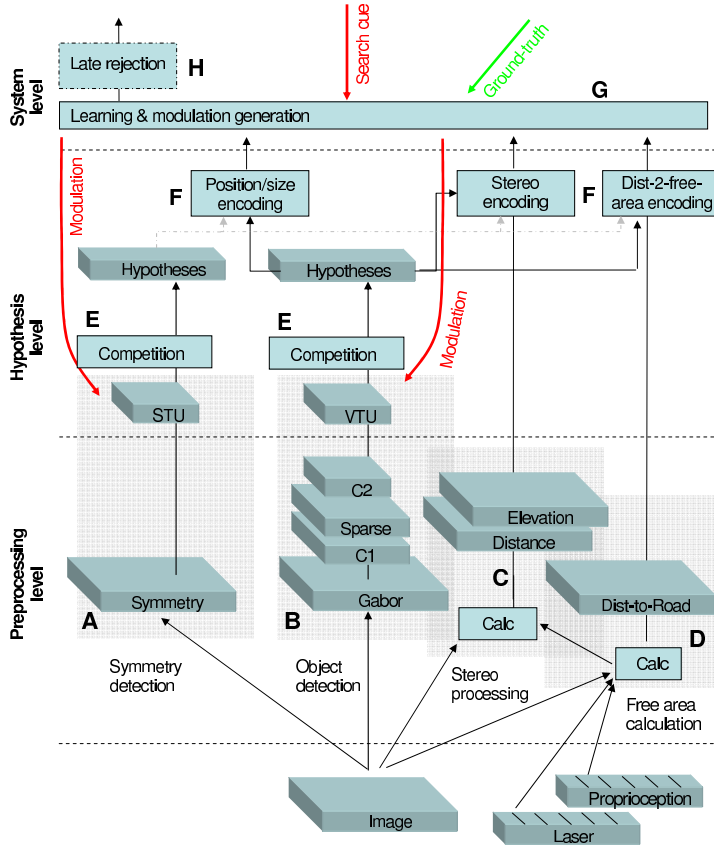 Late rejection
H
Search cue
Ground-truth
G
System
level
Learning & modulation generation
Modulation
F
Position/size
encoding
Stereo
encoding
F
Dist-2-free-
area encoding
Hypotheses
Hypotheses
Hypothesis
level
E
E
Competition
Competition
Modulation
STU
VTU
C2
Sparse
C1
Elevation
Distance
Preprocessing
level
Symmetry
Gabor
C
Dist-to-Road
A
B
Calc
D
Calc
Symmetry
detection
Object
detection
Stereo
processing
Free area
calculation
Image
Proprioception
Laser